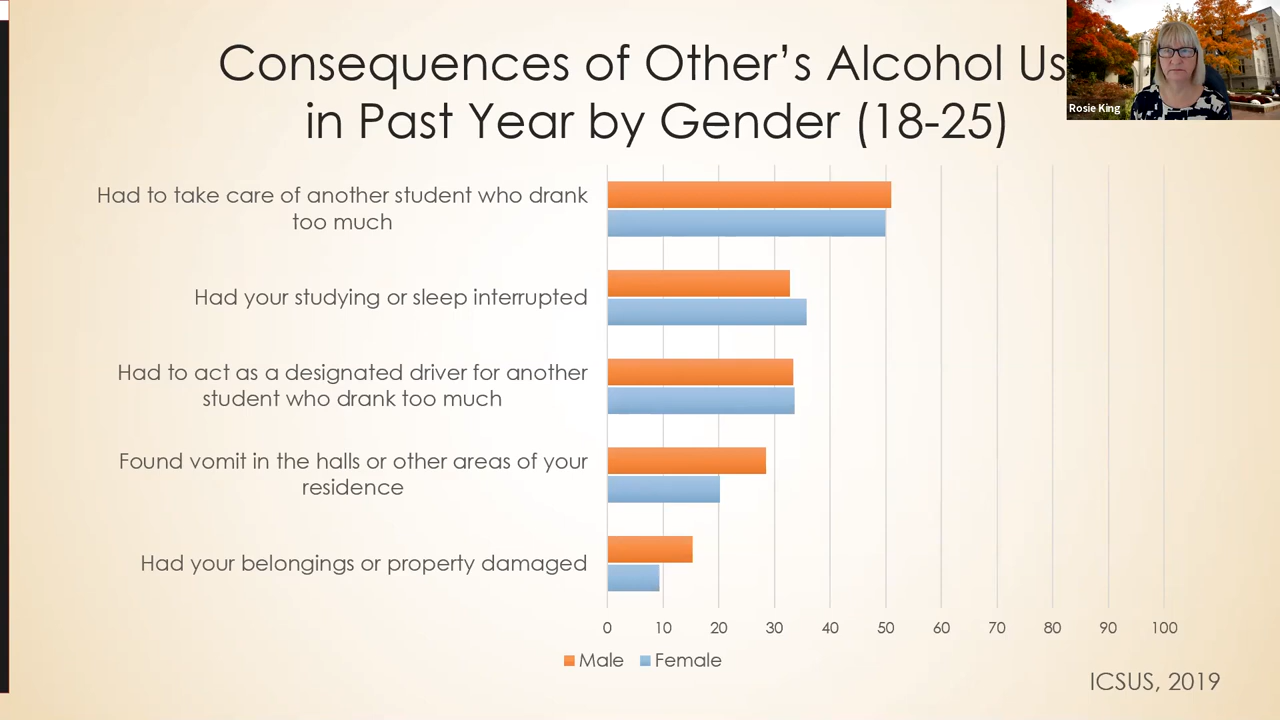 Consequences of Other’s Alcohol Us
in Past Year by Gender (18-25)
Rosie King
Had to take care of another student who drank
too much
Had your studying or sleep interrupted
Had to act as a designated driver for another
student who drank too much
Found vomit in the halls or other areas of your
residence
Had your belongings or property damaged
0 10 20 30 40 50 60 70 80 90 100
Male Female
ICSUS, 2019